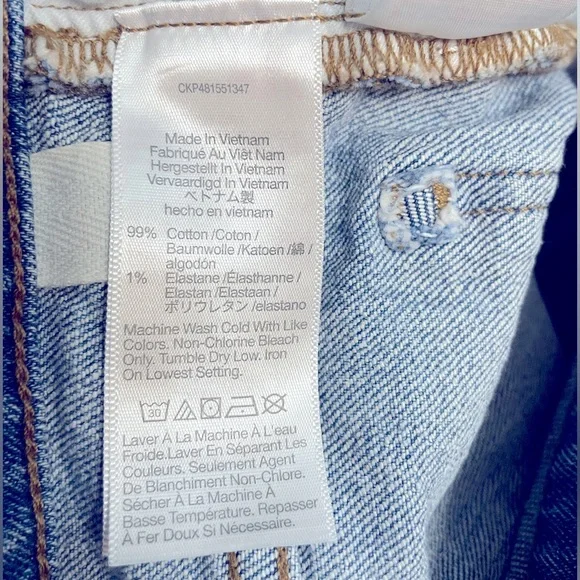 CKP481551347
Made In Vietnam
Fabriqué Au Viêt Nam
Hergestellt In Vietnam
Vervaardigd In Vietnam
ベトナム製
hecho en vietnam
99% Cotton /Coton /
Baumwolle /Katoen /綿 /
algodón
1% Elastane /Élasthanne /
Elastan /Elastaan /
ポリウレタン /elastano
Machine Wash Cold With Like
Colors. Non-Chlorine Bleach
Only. Tumble Dry Low. Iron
On Lowest Setting.
30
Laver À La Machine À L'eau
Froide.Laver En Séparant Les
Couleurs. Seulement Agent
De Blanchiment Non-Chlore.
Sécher À La Machine À
Basse Température. Repasser
À Fer Doux Si Nécessaire.